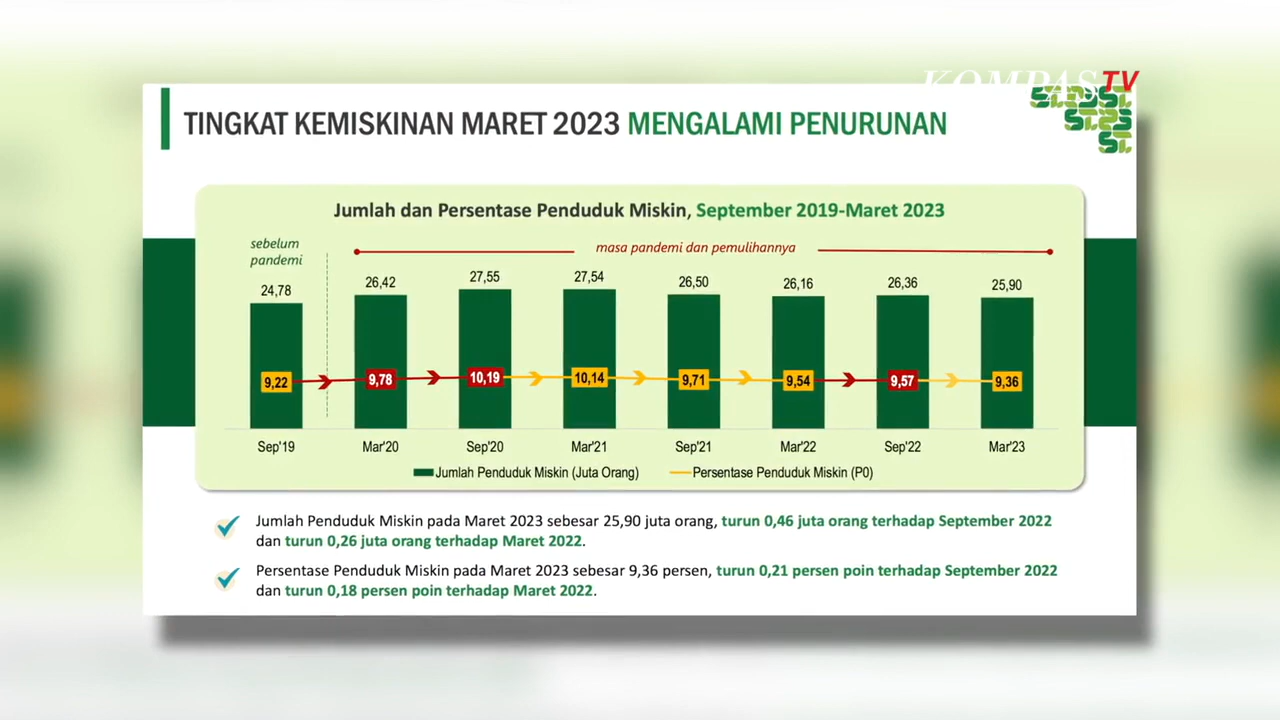 KOMPASTV
TINGKAT KEMISKINAN MARET 2023 MENGALAMI PENURUNAN
Jumlah dan Persentase Penduduk Miskin, September 2019-Maret 2023
sebelum
pandemi
masa pandemi dan pemulihannya
24,78
26,42
27,55
27,54
26,50
26,16
26,36
25,90
9,22
9,78
10,19
10,14
9,71
9,54
9,57
9,36
Sep'19
Mar'20
Sep'20
Mar'21
Sep'21
Mar'22
Sep'22
Mar'23
Jumlah Penduduk Miskin (Juta Orang)
Persentase Penduduk Miskin (P0)
Jumlah Penduduk Miskin pada Maret 2023 sebesar 25,90 juta orang, turun 0,46 juta orang terhadap September 2022
dan turun 0,26 juta orang terhadap Maret 2022.
Persentase Penduduk Miskin pada Maret 2023 sebesar 9,36 persen, turun 0,21 persen poin terhadap September 2022
dan turun 0,18 persen poin terhadap Maret 2022.